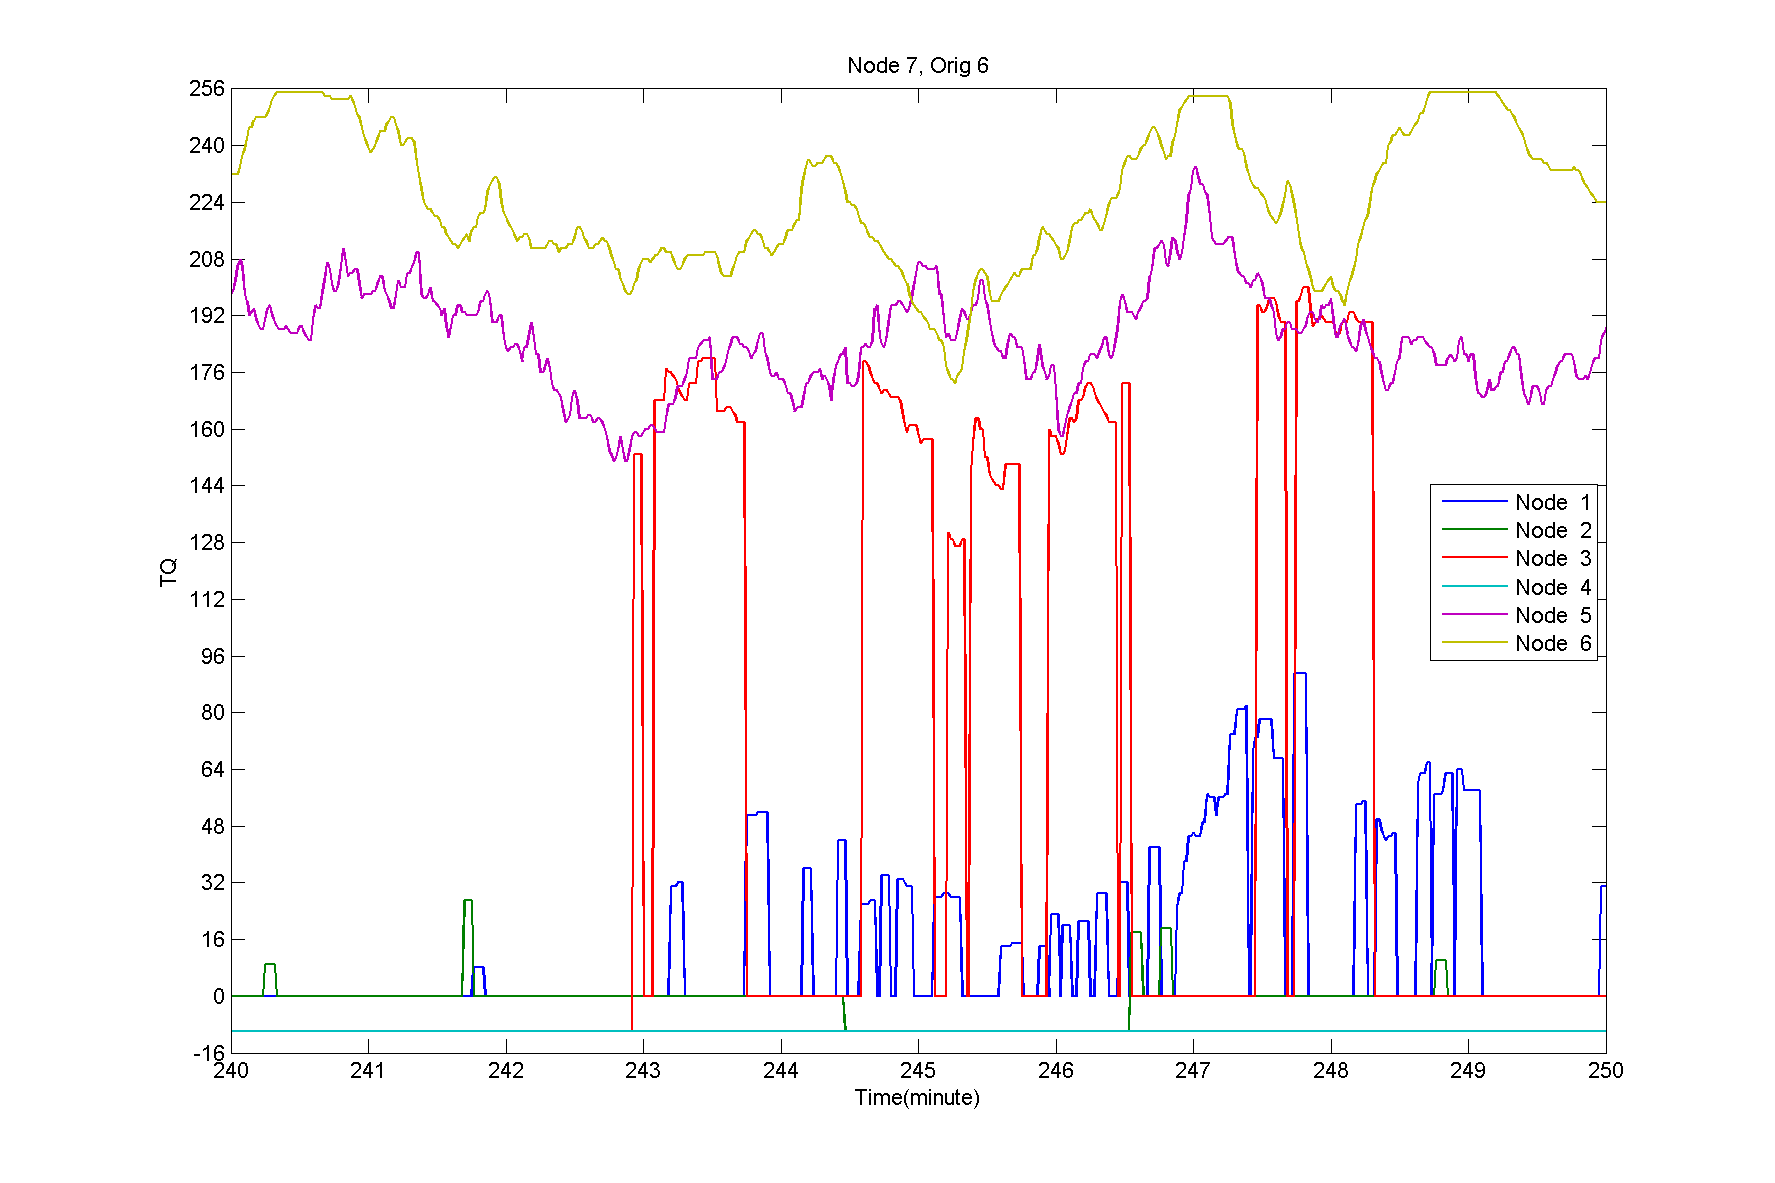 Node 7, Orig 6
256
240
224
208
192
176
160
144
128
112
96
80
64
48
32
16
0
-16
TQ
Node 1
Node 2
Node 3
Node 4
Node 5
Node 6
240 241 242 243 244 245 246 247 248 249 250
Time(minute)